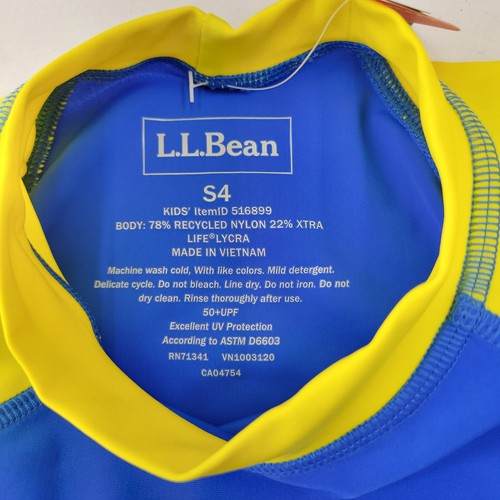 L.L.Bean
S4
KIDS' ItemID 516899
BODY: 78% RECYCLED NYLON 22% XTRA
LIFE®LYCRA
MADE IN VIETNAM
Machine wash cold, With like colors. Mild detergent.
Delicate cycle. Do not bleach. Line dry. Do not iron. Do not
dry clean. Rinse thoroughly after use.
50+UPF
Excellent UV Protection
According to ASTM D6603
RN71341 VN1003120
CA04754